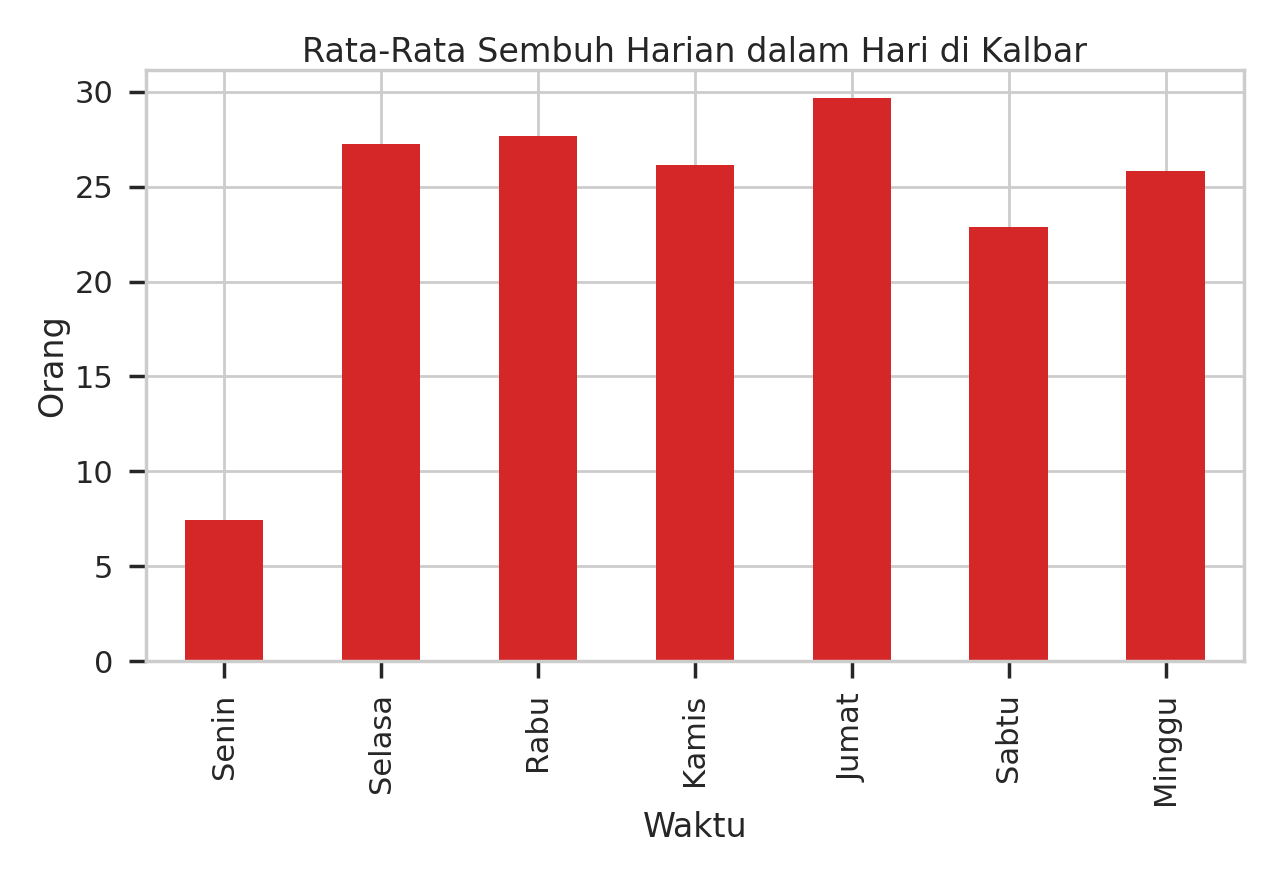 Rata-Rata Sembuh Harian dalam Hari di Kalbar
30
25
20
15
10
5
0
Orang
Senin
Selasa
Rabu
Kamis
Jumat
Sabtu
Minggu
Waktu